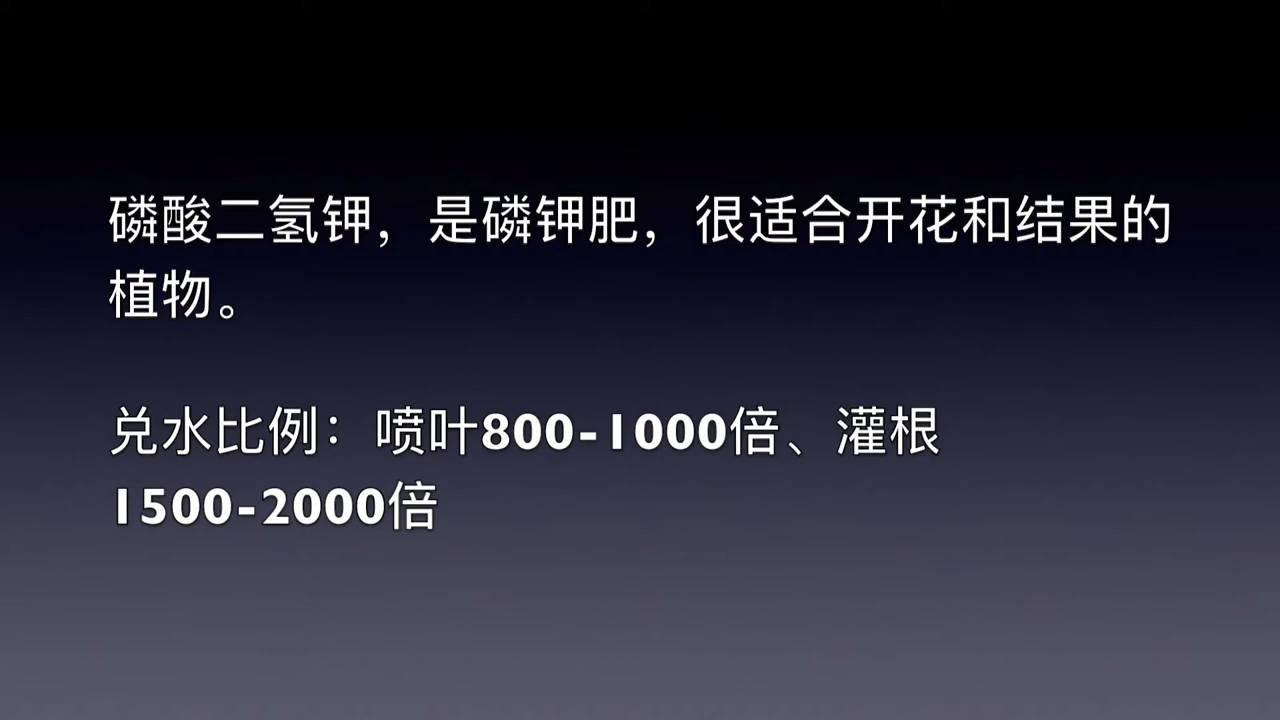 磷酸二氢钾，是磷钾肥，很适合开花和结果的
植物。
兑水比例：喷叶800-1000倍、灌根
1500-2000倍